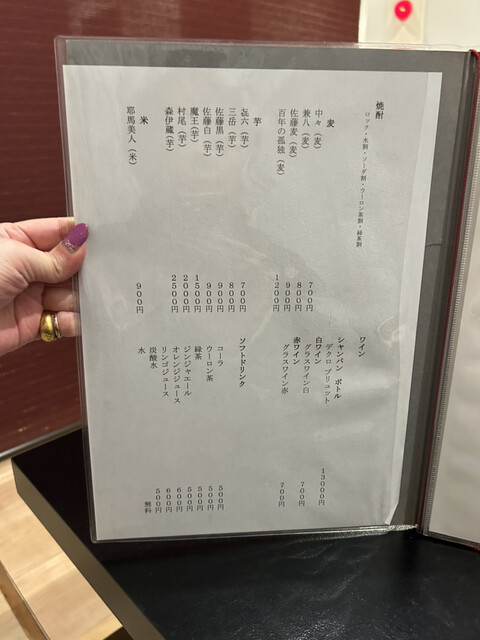 焼酎
ロック・水割・ソーダ割・ウーロン茶割・緑茶割
麦
中々(麦) 700円
兼八(麦) 800円
佐藤麦(麦) 900円
百年の孤独(麦) 1200円
芋
㐂六(芋) 700円
三岳(芋) 800円
佐藤黒(芋) 900円
佐藤白(芋) 900円
魔王(芋) 1500円
村尾(芋) 2000円
森伊蔵(芋) 2500円
米
耶馬美人(米) 900円
ワイン
シャンパン ボトル
デクロ ブリュット 13000円
白ワイン
グラスワイン白 700円
赤ワイン
グラスワイン赤 700円
ソフトドリンク
コーラ 500円
ウーロン茶 500円
緑茶 500円
ジンジャエール 500円
オレンジジュース 600円
リンゴジュース 600円
炭酸水 500円
水 無料